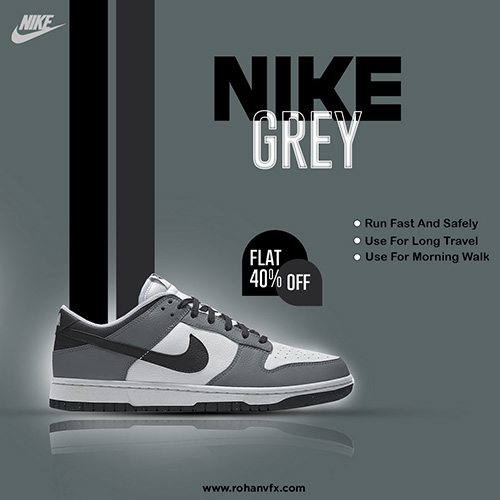 NIKE
NIKE
GREY
Run Fast And Safely
Use For Long Travel
Use For Morning Walk
FLAT
40% OFF
www.rohanvfx.com